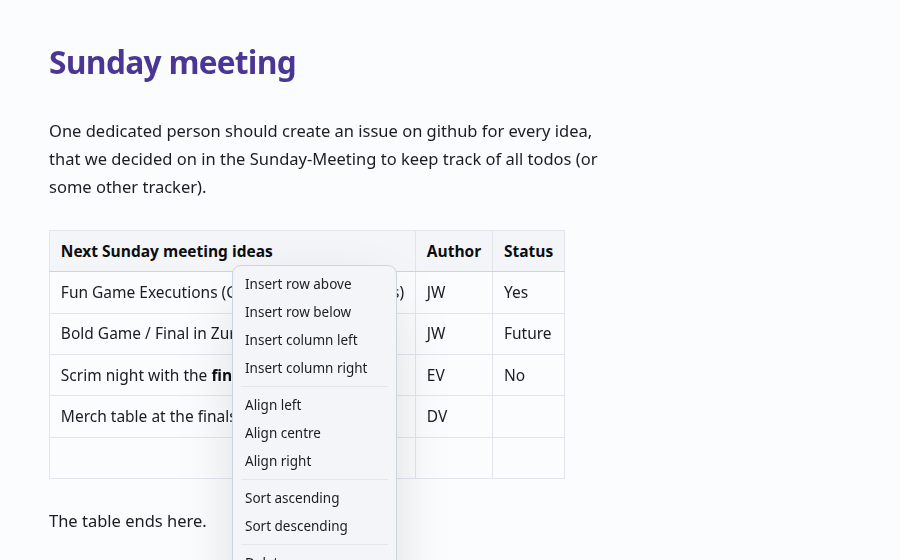 Sunday meeting
One dedicated person should create an issue on github for every idea,
that we decided on in the Sunday-Meeting to keep track of all todos (or
some other tracker).
Next Sunday meeting ideas Author Status
Fun Game Executions ( JW Yes
Bold Game / Final in JW Future
Scrim night with the EV No
Merch table at the finals DV
Insert row above
Insert row below
Insert column left
Insert column right
Align left
Align centre
Align right
Sort ascending
Sort descending
The table ends here.